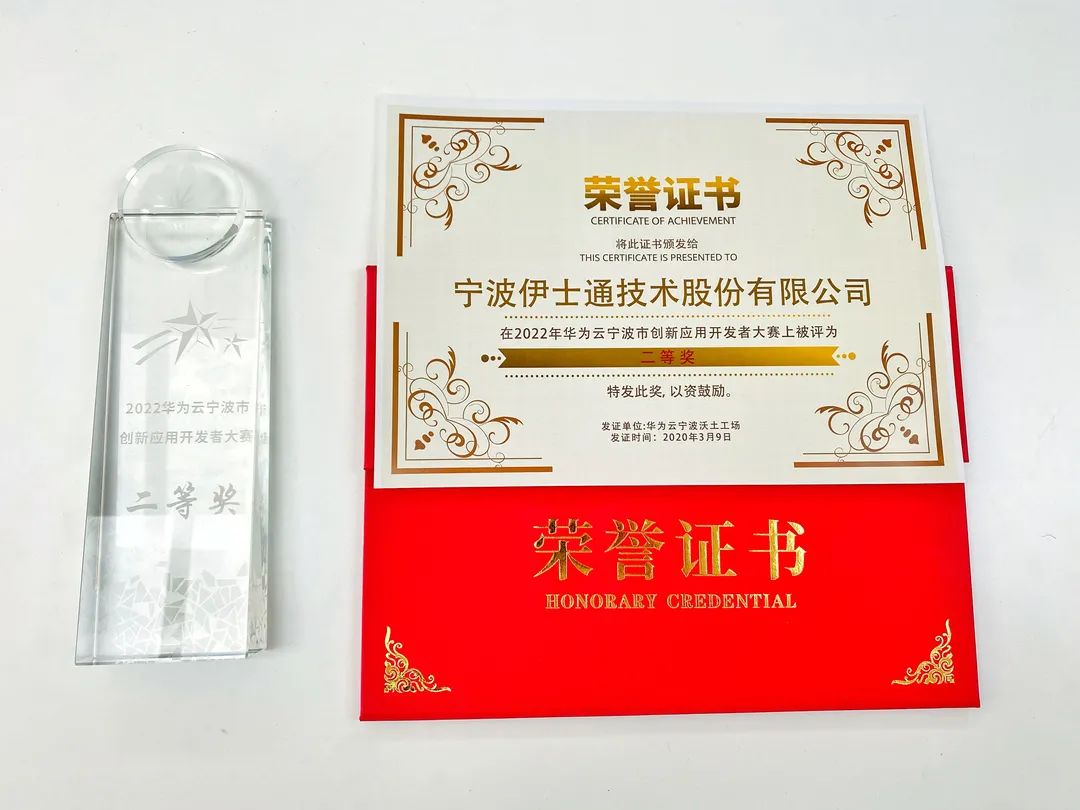 2022华为云宁波市
创新应用开发者大赛
二等奖
荣誉证书
CERTIFICATE OF ACHIEVEMENT
将此证书颁发给
THIS CERTIFICATE IS PRESENTED TO
宁波伊士通技术股份有限公司
在2022年华为云宁波市创新应用开发者大赛上被评为
二等奖
特发此奖, 以资鼓励。
发证单位:华为云宁波沃土工场
发证时间：2020年3月9日
荣誉证书
HONORARY CREDENTIAL